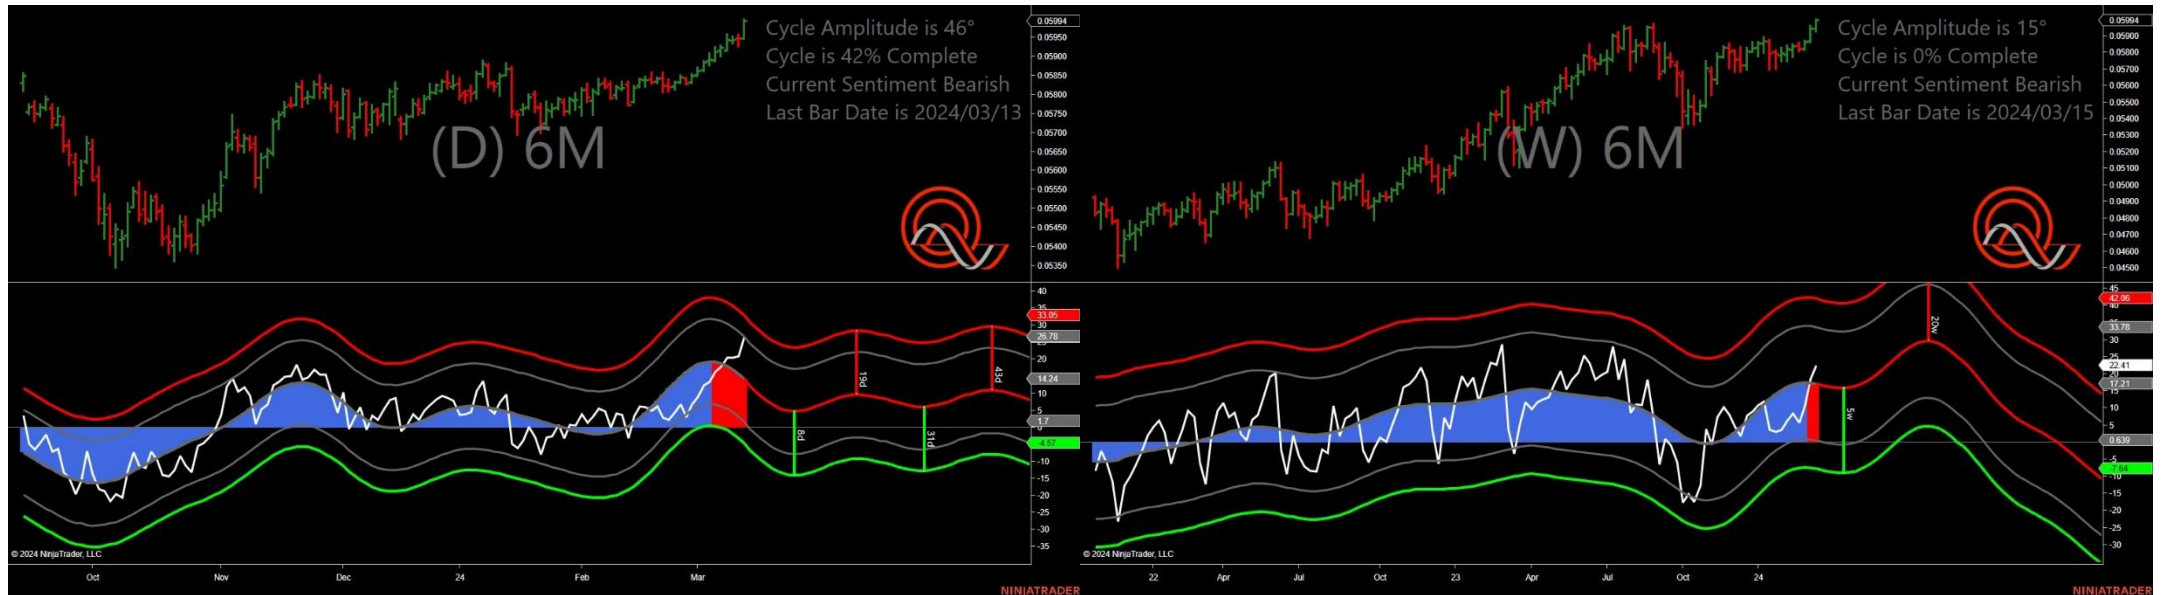 Cycle Amplitude is 46°
Cycle is 42% Complete
Current Sentiment Bearish
Last Bar Date is 2024/03/13
(D) 6M
0.05994
0.05950
0.05900
0.05850
0.05800
0.05750
0.05700
0.05650
0.05600
0.05550
0.05500
0.05450
0.05400
0.05350
40
35
33.05
30
26.78
20
14.24
10
5
1.7
-4.57
-10
-15
-20
-25
-30
-35
8d
19d
31d
43d
© 2024 NinjaTrader, LLC
Oct
Nov
Dec
24
Feb
Mar
NINJATRADER
Cycle Amplitude is 15°
Cycle is 0% Complete
Current Sentiment Bearish
Last Bar Date is 2024/03/15
(W) 6M
0.05994
0.05900
0.05800
0.05700
0.05600
0.05500
0.05400
0.05300
0.05200
0.05100
0.05000
0.04900
0.04800
0.04700
0.04600
0.04500
45
42.06
35
33.78
30
25
22.41
17.21
15
10
5
0.639
-7.64
-10
-15
-20
-25
-30
5w
20w
© 2024 NinjaTrader, LLC
22
Apr
Jul
Oct
23
Apr
Jul
Oct
24
NINJATRADER